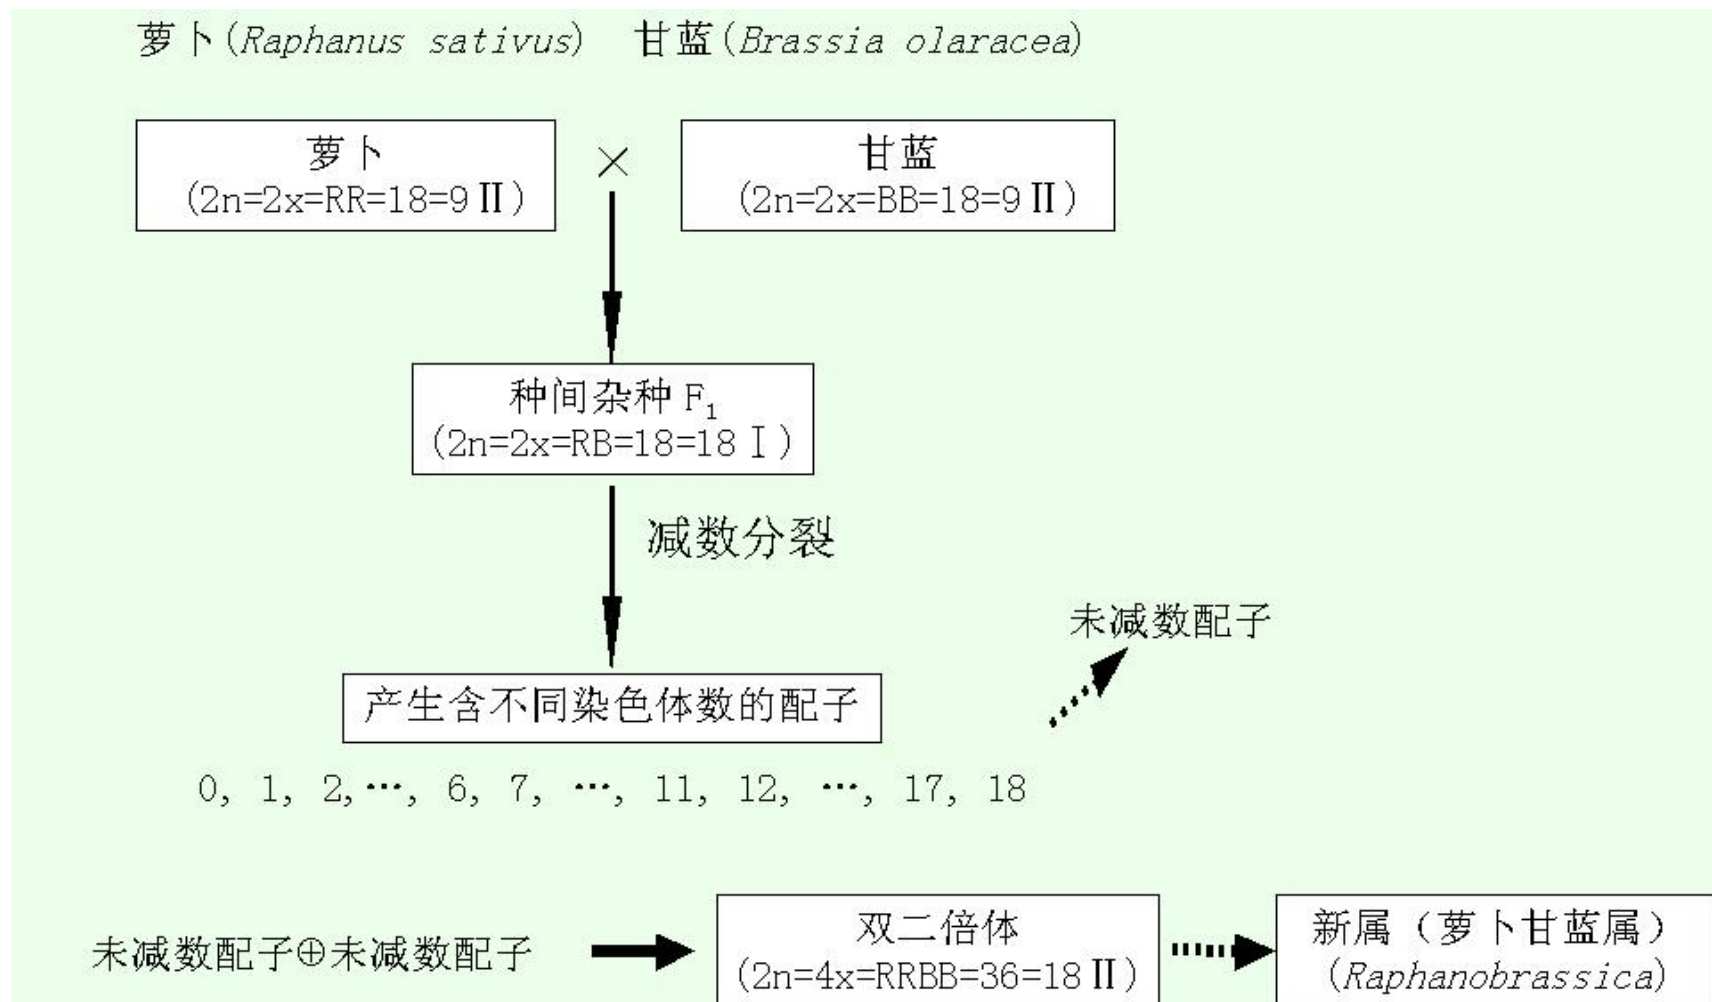 萝卜(Raphanus sativus) 甘蓝(Brassia olaracea)
萝卜
(2n=2x=RR=18=9Ⅱ)
×
甘蓝
(2n=2x=BB=18=9Ⅱ)
种间杂种 F₁
(2n=2x=RB=18=18Ⅰ)
减数分裂
未减数配子
产生含不同染色体数的配子
0, 1, 2,…, 6, 7, …, 11, 12, …, 17, 18
未减数配子⊕未减数配子
双二倍体
(2n=4x=RRBB=36=18Ⅱ)
新属（萝卜甘蓝属）
(Raphanobrassica)